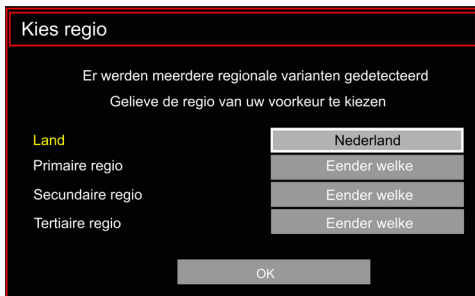 Kies regio
Er werden meerdere regionale varianten gedetecteerd
Gelieve de regio van uw voorkeur te kiezen
Land Nederland
Primaire regio Eender welke
Secundaire regio Eender welke
Tertiaire regio Eender welke
OK